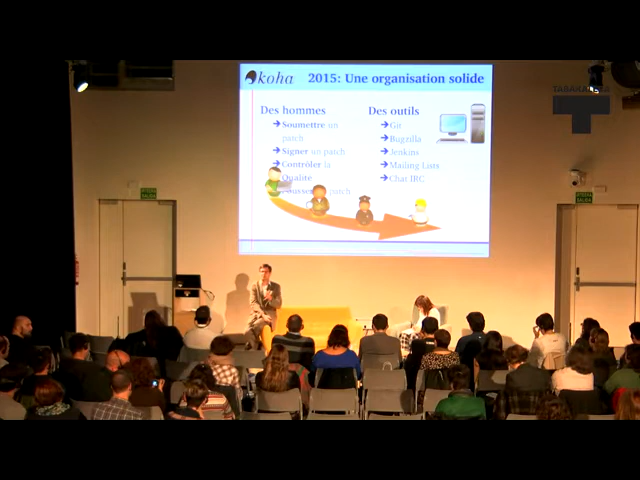 koha
2015: Une organisation solide
Des hommes
➔Soumettre un
patch
➔Signer un patch
➔Contrôler la
Qualité
patch
Des outils
➔Git
➔Bugzilla
➔Jenkins
➔Mailing Lists
➔Chat IRC